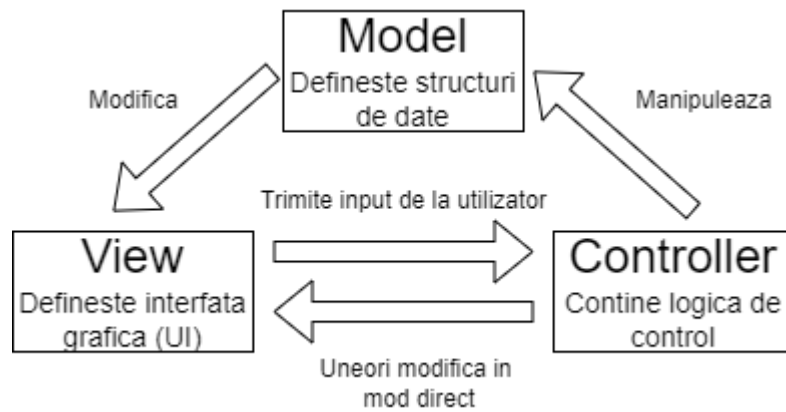 Model
Defineste structuri
de date
Modifica
Manipuleaza
Trimite input de la utilizator
View
Defineste interfata
grafica (UI)
Controller
Contine logica de
control
Uneori modifica in
mod direct